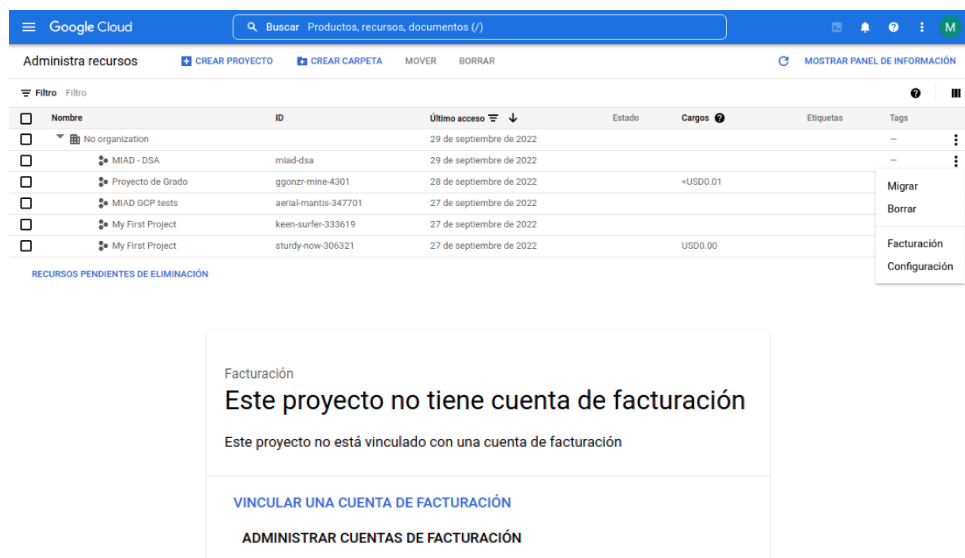 Google Cloud
Buscar Productos, recursos, documentos (/)
M
Administra recursos
CREAR PROYECTO
CREAR CARPETA
MOVER
BORRAR
MOSTRAR PANEL DE INFORMACIÓN
Filtro Filtro
Nombre ID Último acceso Estado Cargos Etiquetas Tags
No organization 29 de septiembre de 2022 —
MIAD - DSA miad-dsa 29 de septiembre de 2022 —
Proyecto de Grado ggonzr-mine-4301 28 de septiembre de 2022 <USD0.01
MIAD GCP tests aerial-mantis-347701 27 de septiembre de 2022
My First Project keen-surfer-333619 27 de septiembre de 2022
My First Project sturdy-now-306321 27 de septiembre de 2022 USD0.00
Migrar
Borrar
Facturación
Configuración
RECURSOS PENDIENTES DE ELIMINACIÓN
Facturación
Este proyecto no tiene cuenta de facturación
Este proyecto no está vinculado con una cuenta de facturación
VINCULAR UNA CUENTA DE FACTURACIÓN
ADMINISTRAR CUENTAS DE FACTURACIÓN